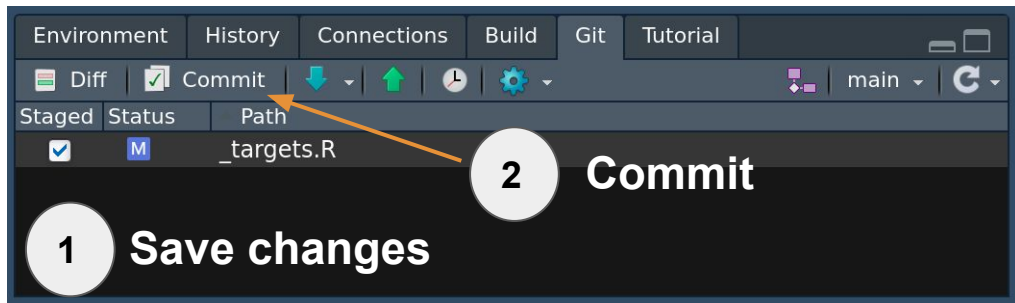 Environment History Connections Build Git Tutorial
Diff Commit main
Staged Status Path
M _targets.R
2 Commit
1 Save changes